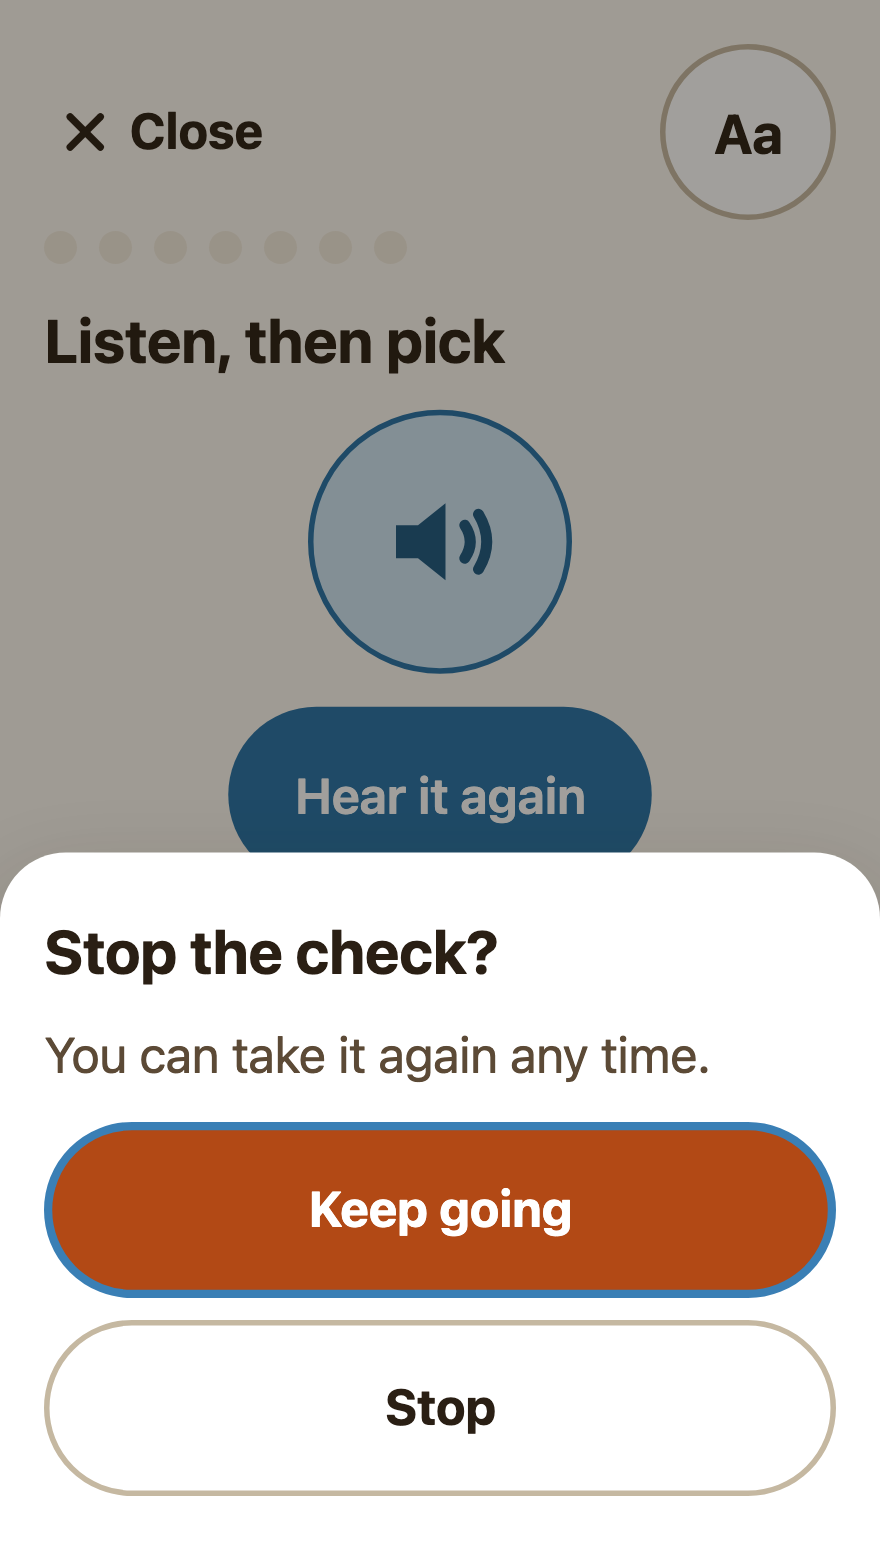 Close
Aa
Listen, then pick
Hear it again
Stop the check?
You can take it again any time.
Keep going
Stop